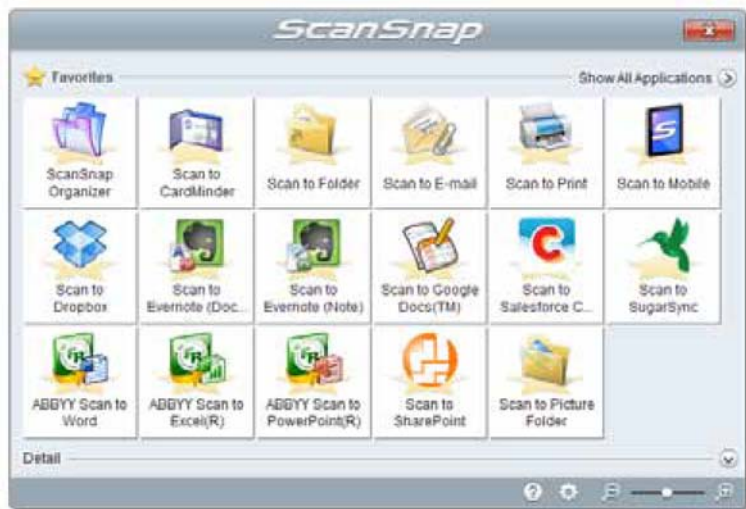 ScanSnap
Favorites
Show All Applications
ScanSnap
Organizer
Scan to
CardMinder
Scan to Folder
Scan to E-mail
Scan to Print
Scan to Mobile
Scan to
Dropbox
Scan to
Evernote (Doc...
Scan to
Evernote (Note)
Scan to Google
Docs(TM)
Scan to
Salesforce C...
Scan to
SugarSync
ABBYY Scan to
Word
ABBYY Scan to
Excel(R)
ABBYY Scan to
PowerPoint(R)
Scan to
SharePoint
Scan to Picture
Folder
Detail